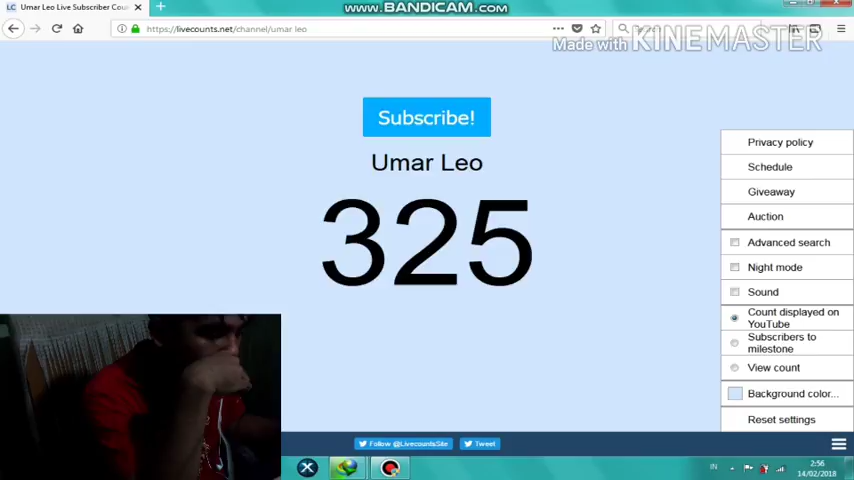 Umar Leo Live Subscriber Cou
www.BANDICAM.com
https://livecounts.net/channel/umar leo
Made with KINEMASTER
Subscribe!
Umar Leo
325
Privacy policy
Schedule
Giveaway
Auction
Advanced search
Night mode
Sound
Count displayed on
YouTube
Subscribers to
milestone
View count
Background color...
Reset settings
Follow @LivecountsSite
Tweet
IN
2:56
14/02/2018